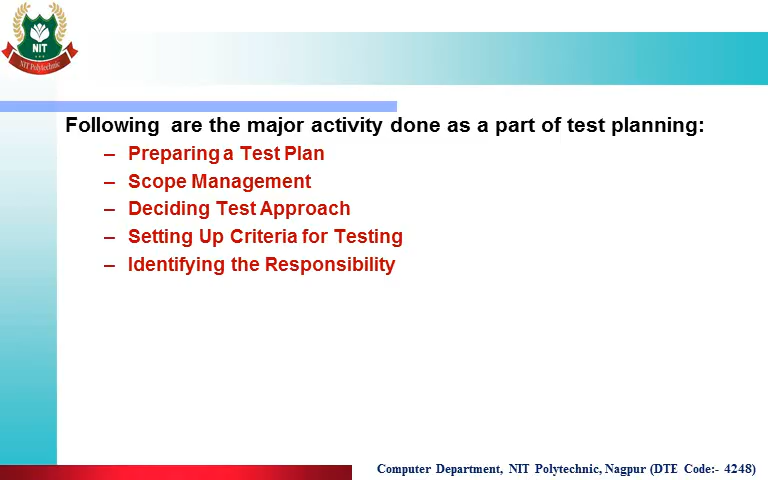 NIT
NIT Polytechnic
Following are the major activity done as a part of test planning:
– Preparing a Test Plan
– Scope Management
– Deciding Test Approach
– Setting Up Criteria for Testing
– Identifying the Responsibility
Computer Department, NIT Polytechnic, Nagpur (DTE Code:- 4248)